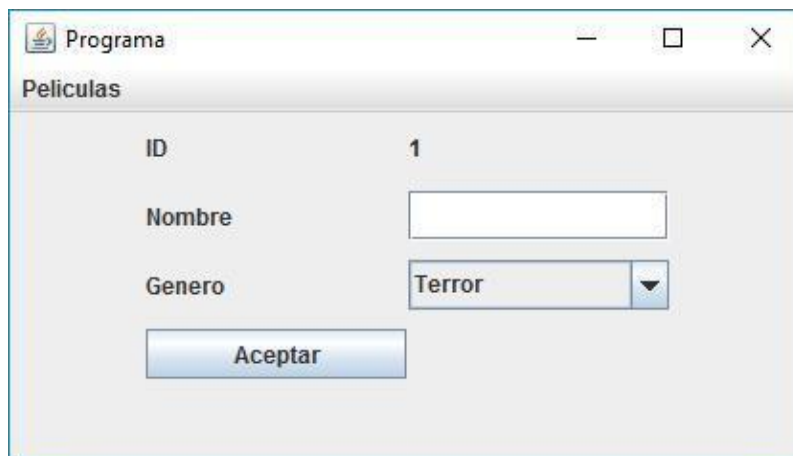 Programa
Peliculas
ID 1
Nombre
Genero Terror
Aceptar